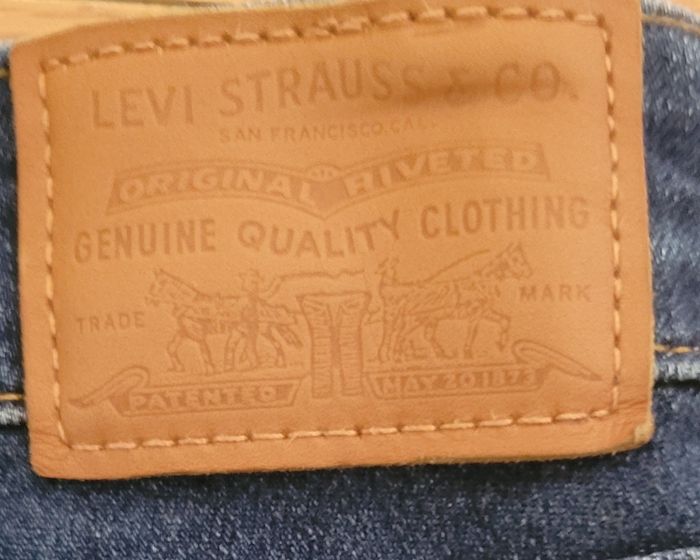 LEVI STRAUSS & CO.
SAN FRANCISCO, CAL.
ORIGINAL RIVETED
GENUINE QUALITY CLOTHING
TRADE MARK
PATENTED MAY 20 1873